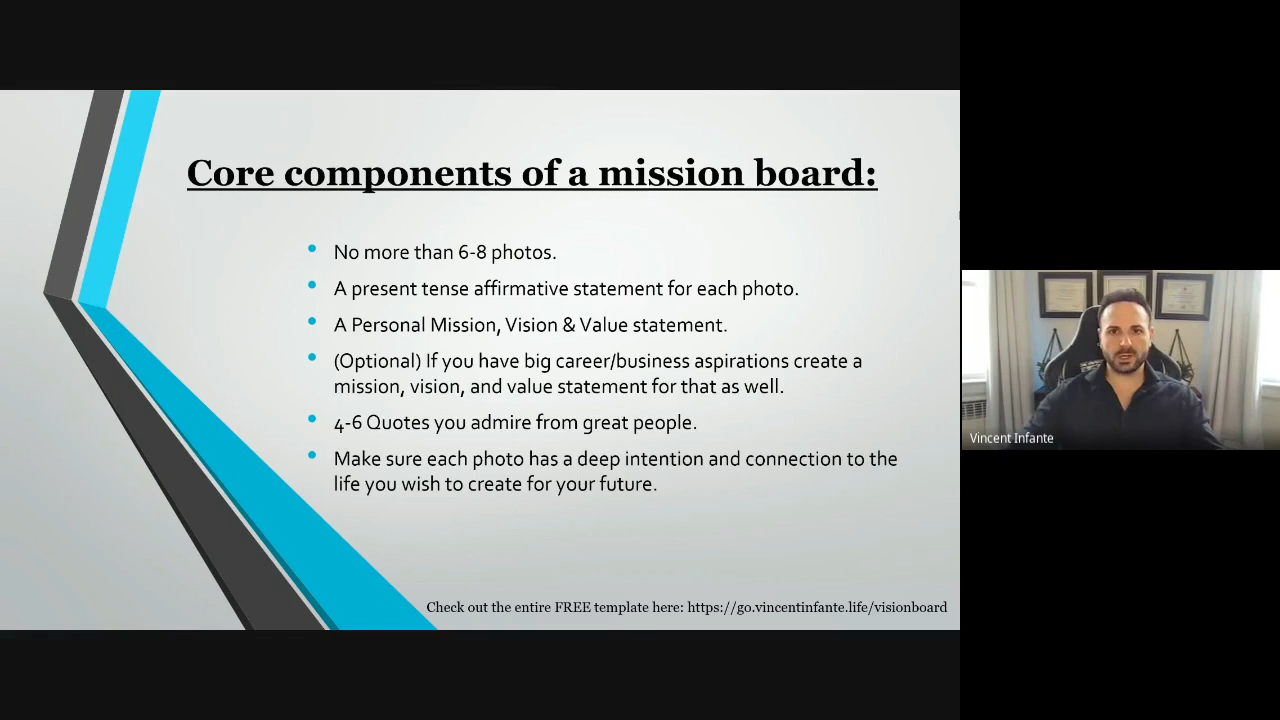 Core components of a mission board:
No more than 6-8 photos.
A present tense affirmative statement for each photo.
A Personal Mission, Vision & Value statement.
(Optional) If you have big career/business aspirations create a
mission, vision, and value statement for that as well.
4-6 Quotes you admire from great people.
Make sure each photo has a deep intention and connection to the
life you wish to create for your future.
Check out the entire FREE template here: https://go.vincentinfante.life/visionboard
Vincent Infante